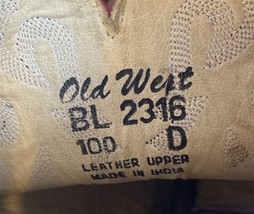 Old West
BL 2316
100 D
LEATHER UPPER
MADE IN INDIA